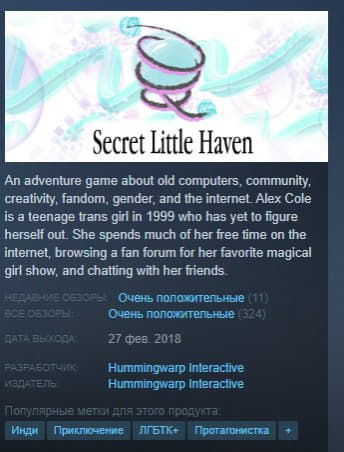 Secret Little Haven
An adventure game about old computers, community,
creativity, fandom, gender, and the internet. Alex Cole
is a teenage trans girl in 1999 who has yet to figure
herself out. She spends much of her free time on the
internet, browsing a fan forum for her favorite magical
girl show, and chatting with her friends.
НЕДАВНИЕ ОБЗОРЫ: Очень положительные (11)
ВСЕ ОБЗОРЫ: Очень положительные (324)
ДАТА ВЫХОДА: 27 фев. 2018
РАЗРАБОТЧИК: Hummingwarp Interactive
ИЗДАТЕЛЬ: Hummingwarp Interactive
Популярные метки для этого продукта:
Инди Приключение ЛГБТК+ Протагонистка +